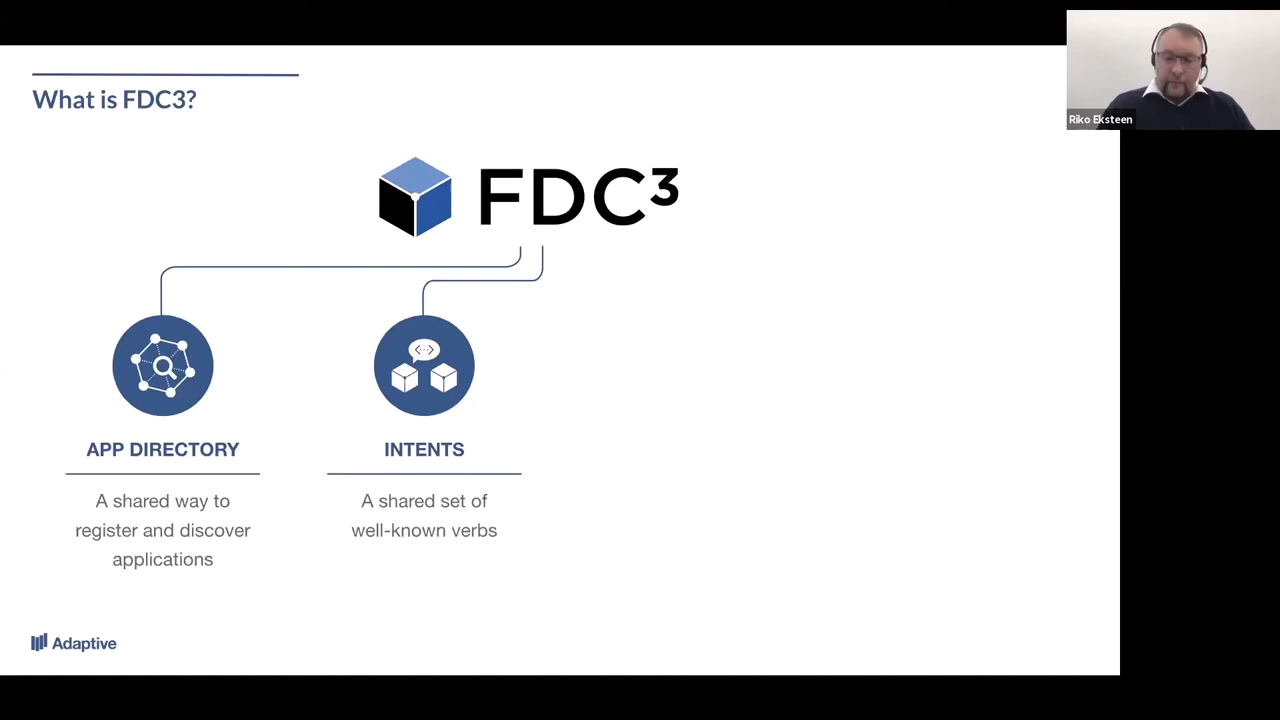 What is FDC3?
Riko Eksteen
FDC³
APP DIRECTORY
A shared way to
register and discover
applications
INTENTS
A shared set of
well-known verbs
Adaptive